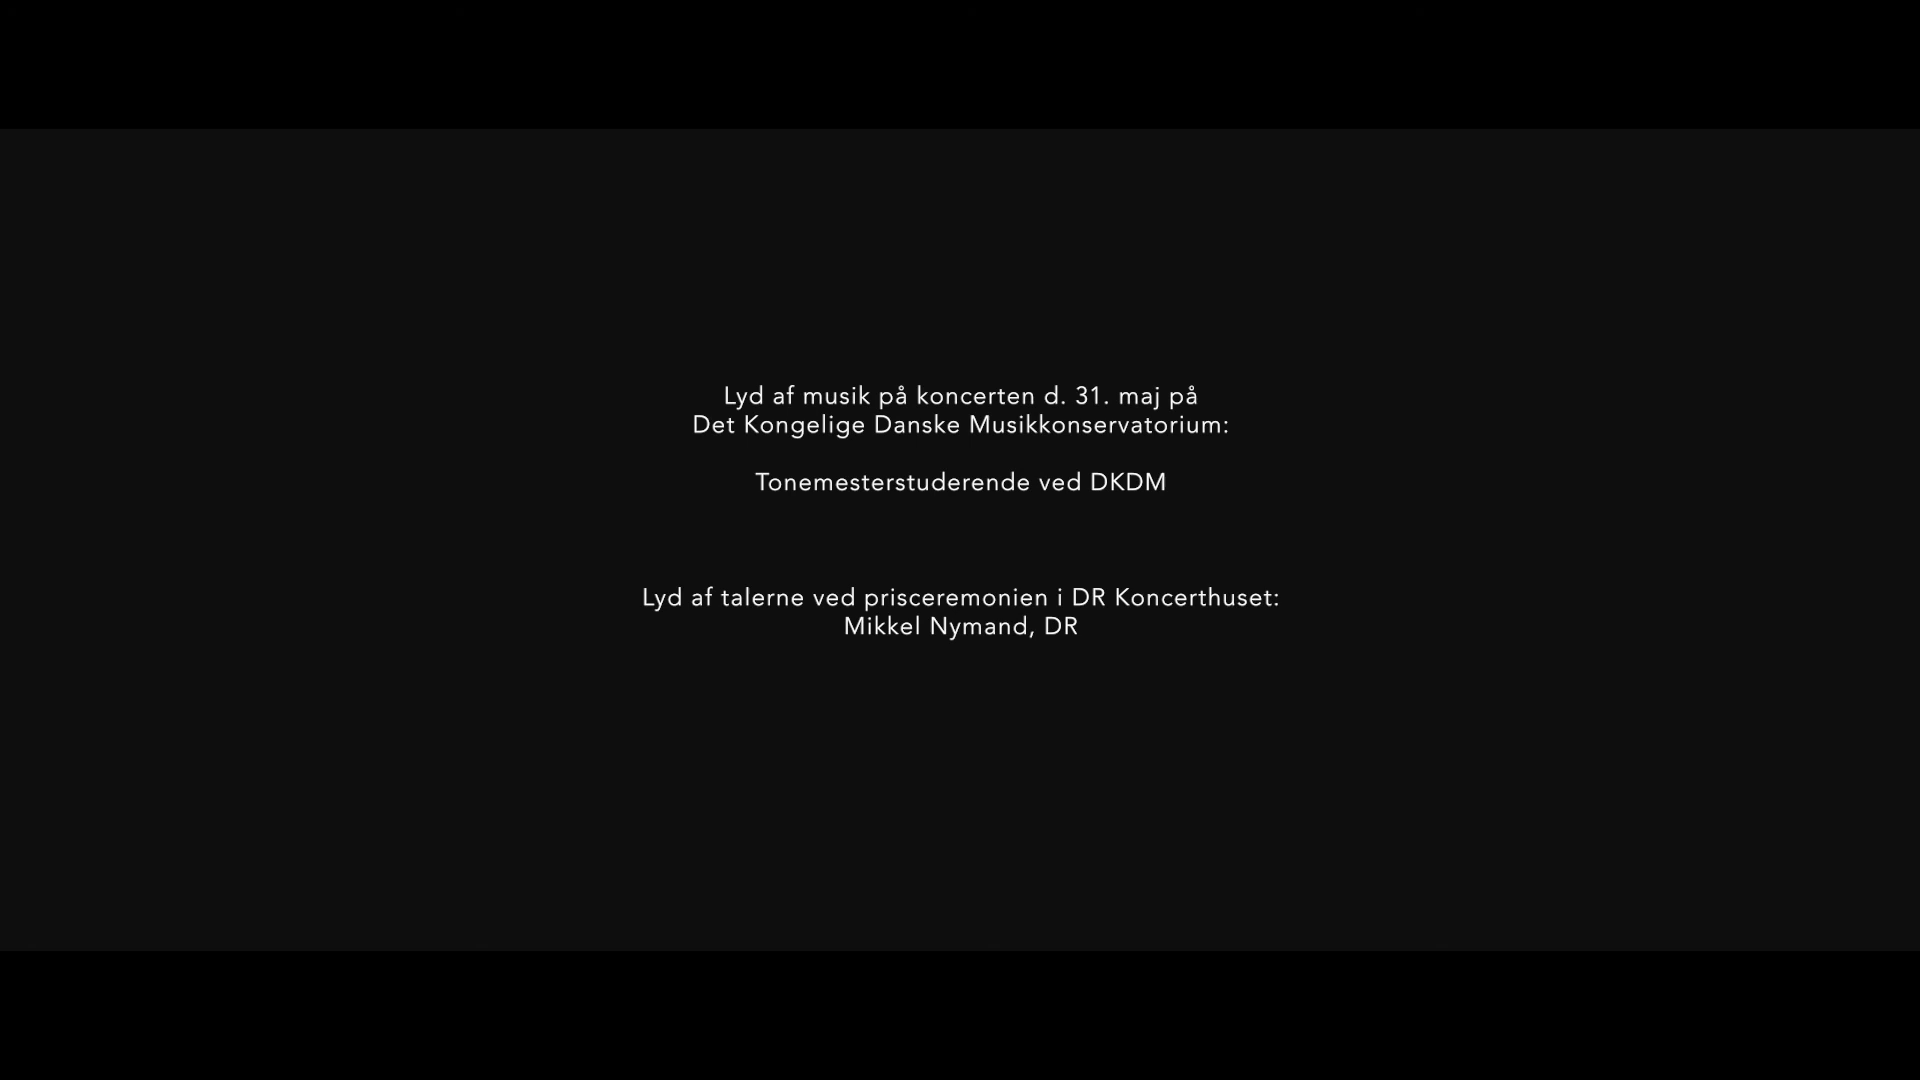 Lyd af musik på koncerten d. 31. maj på
Det Kongelige Danske Musikkonservatorium:
Tonemesterstuderende ved DKDM
Lyd af talerne ved prisceremonien i DR Koncerthuset:
Mikkel Nymand, DR